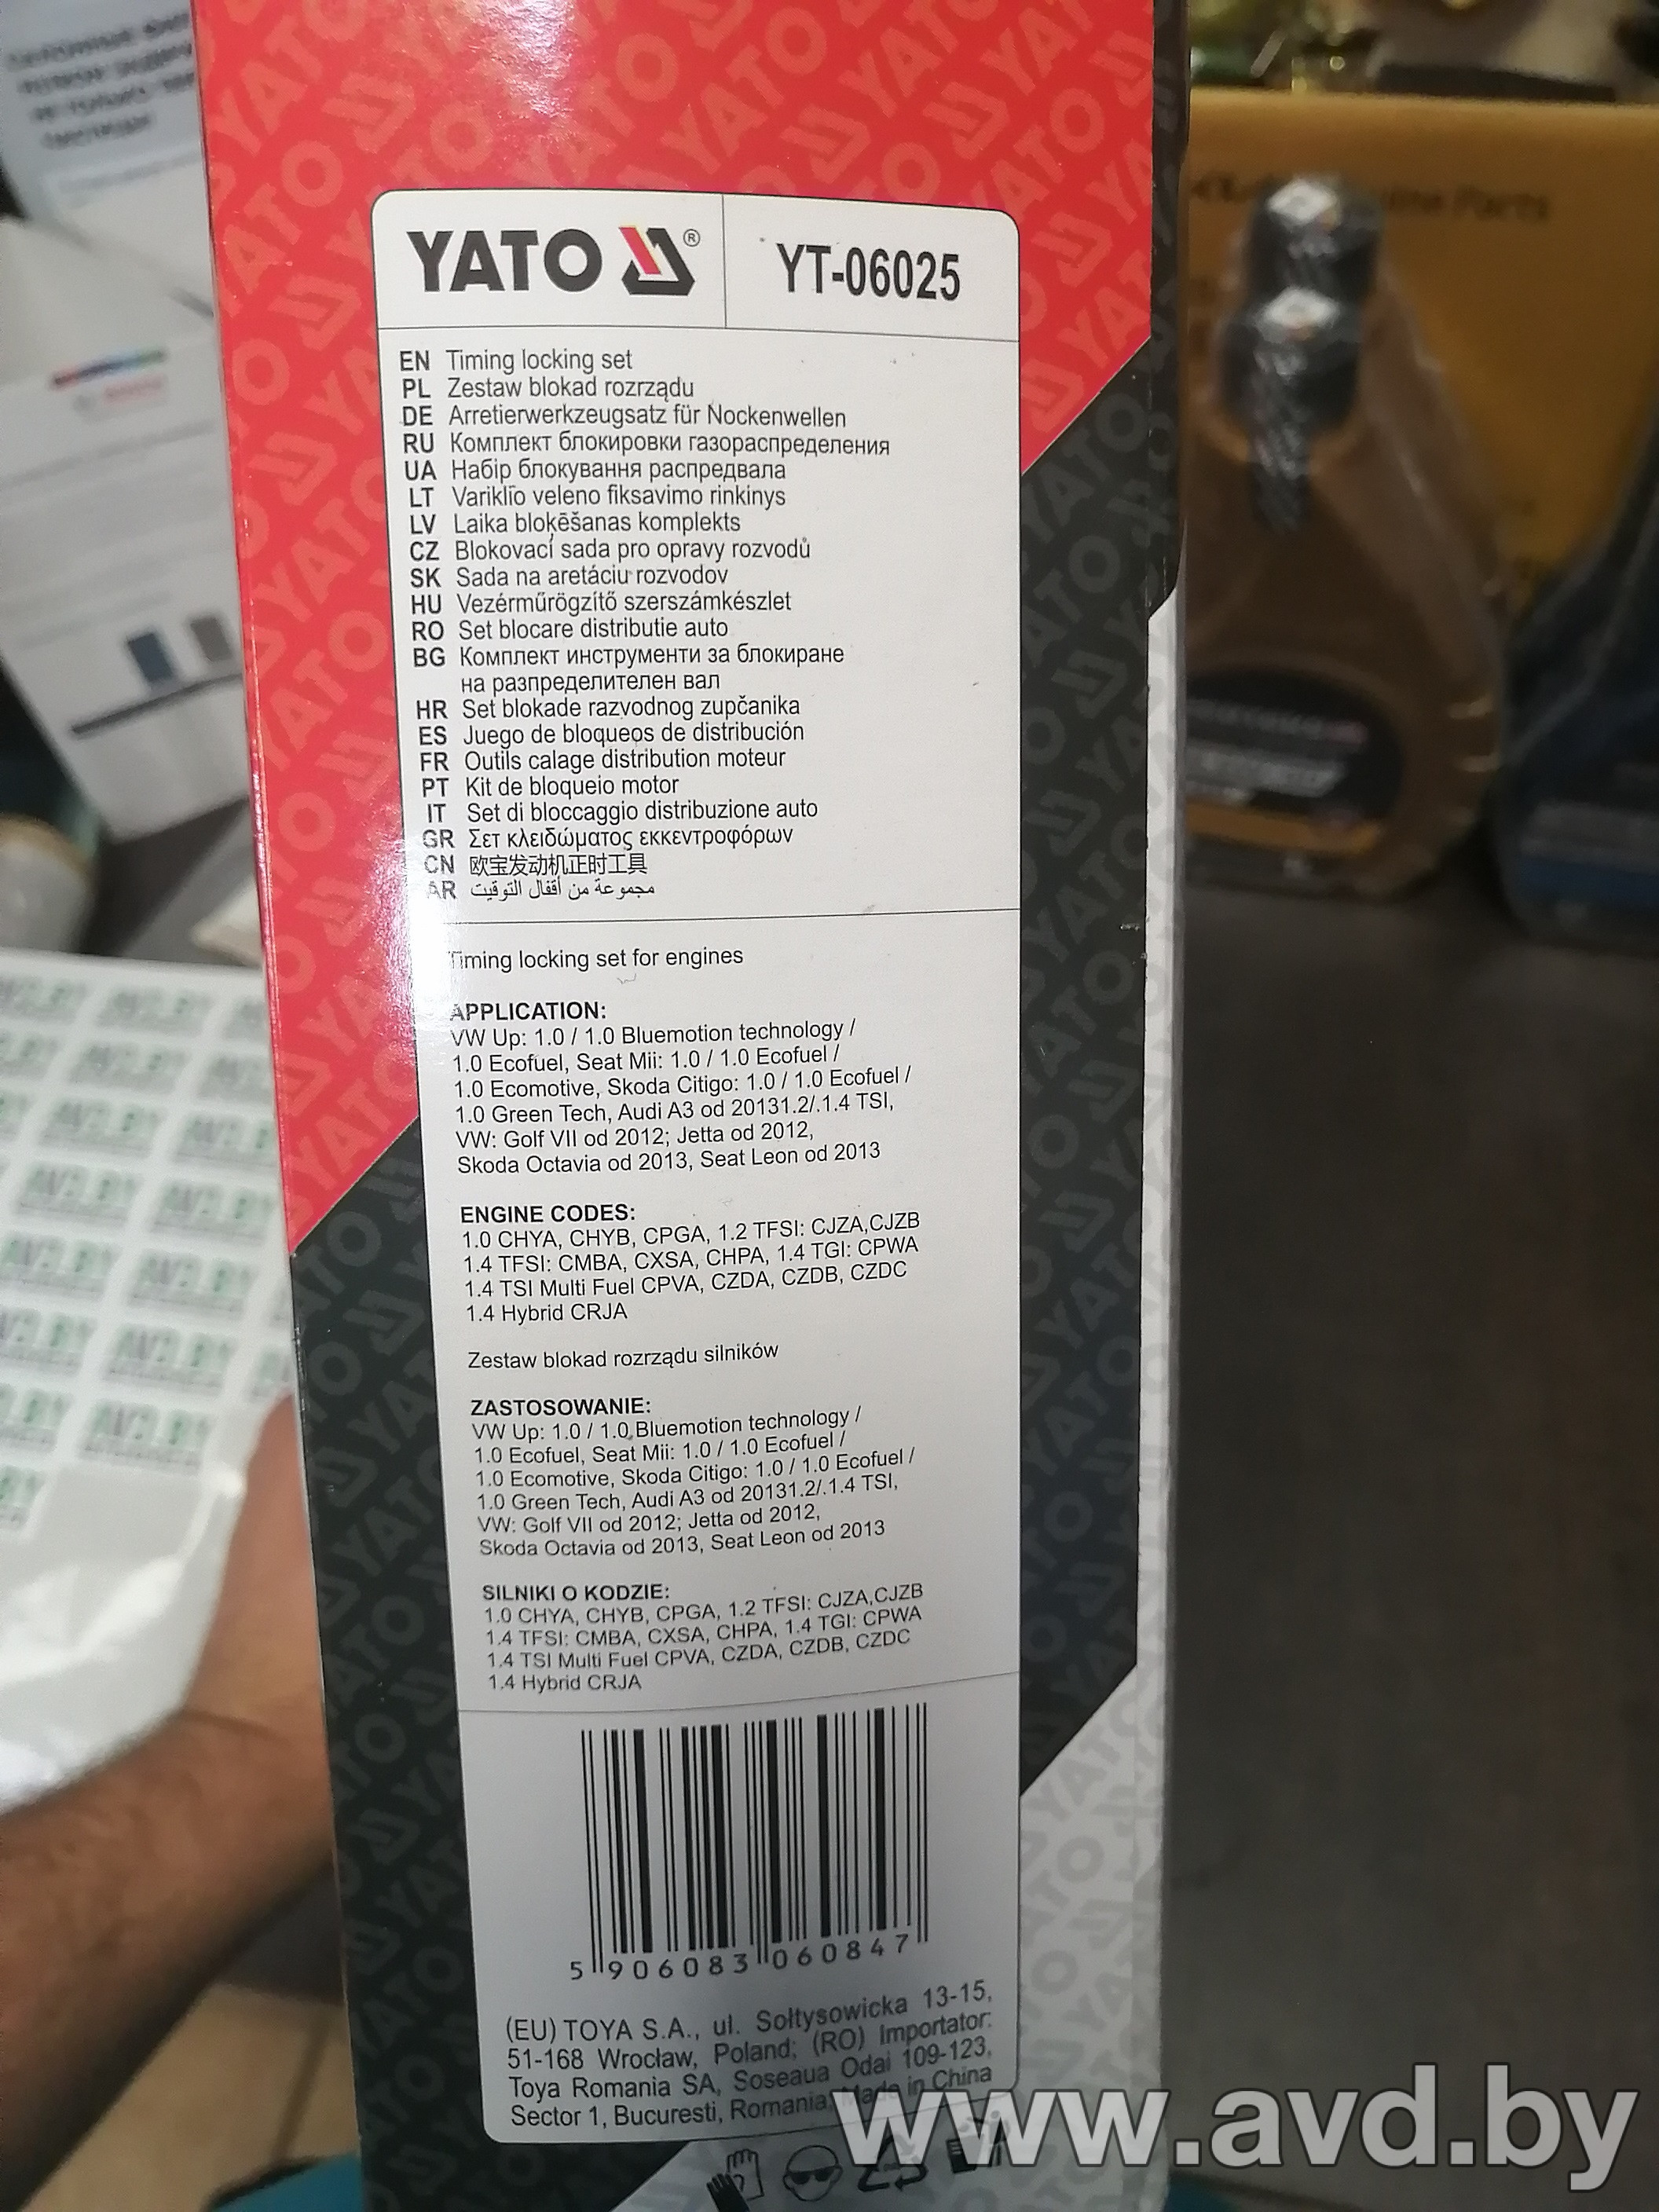 YATO ®
YT-06025
EN Timing locking set
PL Zestaw blokad rozrządu
DE Arretierwerkzeugsatz für Nockenwellen
RU Комплект блокировки газораспределения
UA Набір блокування распредвала
LT Variklio veleno fiksavimo rinkinys
LV Laika bloķēšanas komplekts
CZ Blokovací sada pro opravy rozvodů
SK Sada na aretáciu rozvodov
HU Vezérműrögzítő szerszámkészlet
RO Set blocare distributie auto
BG Комплект инструменти за блокиране
на разпределителен вал
HR Set blokade razvodnog zupčanika
ES Juego de bloqueos de distribución
FR Outils calage distribution moteur
PT Kit de bloqueio motor
IT Set di bloccaggio distribuzione auto
GR Σετ κλειδώματος εκκεντροφόρων
CN 欧宝发动机正时工具
AR مجموعة من أقفال التوقيت
Timing locking set for engines
APPLICATION:
VW Up: 1.0 / 1.0 Bluemotion technology /
1.0 Ecofuel, Seat Mii: 1.0 / 1.0 Ecofuel /
1.0 Ecomotive, Skoda Citigo: 1.0 / 1.0 Ecofuel /
1.0 Green Tech, Audi A3 od 20131.2/.1.4 TSI,
VW: Golf VII od 2012; Jetta od 2012,
Skoda Octavia od 2013, Seat Leon od 2013
ENGINE CODES:
1.0 CHYA, CHYB, CPGA, 1.2 TFSI: CJZA,CJZB
1.4 TFSI: CMBA, CXSA, CHPA, 1.4 TGI: CPWA
1.4 TSI Multi Fuel CPVA, CZDA, CZDB, CZDC
1.4 Hybrid CRJA
Zestaw blokad rozrządu silników
ZASTOSOWANIE:
VW Up: 1.0 / 1.0 Bluemotion technology /
1.0 Ecofuel, Seat Mii: 1.0 / 1.0 Ecofuel /
1.0 Ecomotive, Skoda Citigo: 1.0 / 1.0 Ecofuel /
1.0 Green Tech, Audi A3 od 20131.2/.1.4 TSI,
VW: Golf VII od 2012; Jetta od 2012,
Skoda Octavia od 2013, Seat Leon od 2013
SILNIKI O KODZIE:
1.0 CHYA, CHYB, CPGA, 1.2 TFSI: CJZA,CJZB
1.4 TFSI: CMBA, CXSA, CHPA, 1.4 TGI: CPWA
1.4 TSI Multi Fuel CPVA, CZDA, CZDB, CZDC
1.4 Hybrid CRJA
5 906083 060847
(EU) TOYA S.A., ul. Sołtysowicka 13-15,
51-168 Wrocław, Poland; (RO) Importator:
Toya Romania SA, Soseaua Odai 109-123,
Sector 1, Bucuresti, Romania; Made in China
www.avd.by